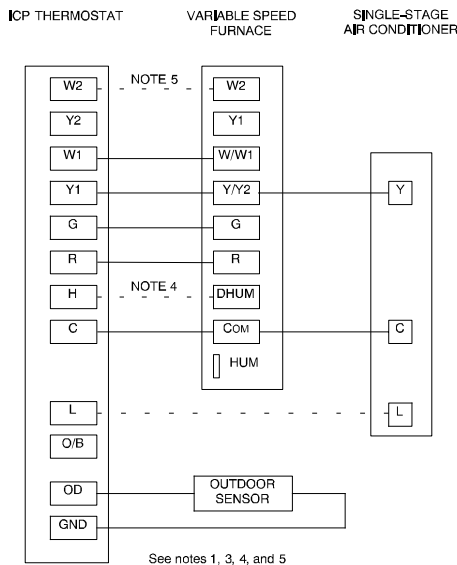 ICP THERMOSTAT
VARIABLE SPEED
FURNACE
SINGLE-STAGE
AIR CONDITIONER
W2 NOTE 5 W2
Y2 Y1
W1 W/W1
Y1 Y/Y2 Y
G G
R R
H NOTE 4 DHUM
C COM C
HUM
L L
O/B
OD OUTDOOR
SENSOR
GND
See notes 1, 3, 4, and 5